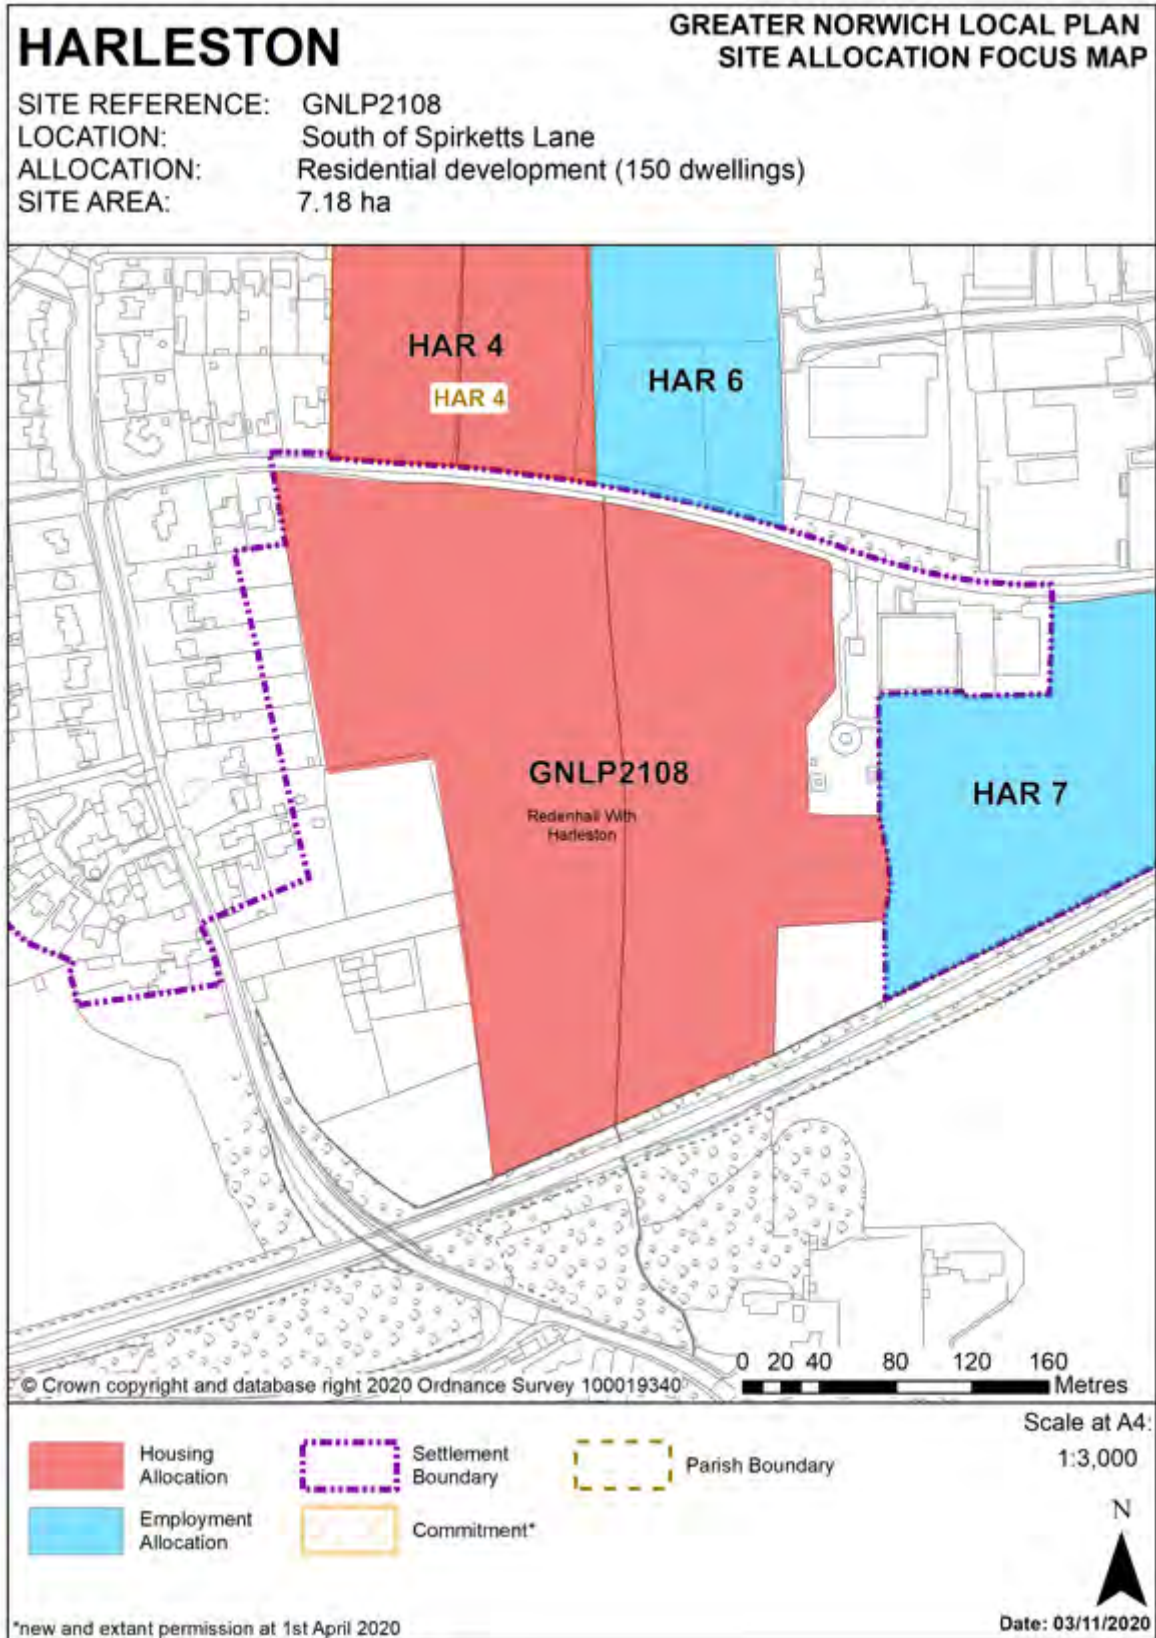 HARLESTON
GREATER NORWICH LOCAL PLAN
SITE ALLOCATION FOCUS MAP
SITE REFERENCE: GNLP2108
LOCATION: South of Spirketts Lane
ALLOCATION: Residential development (150 dwellings)
SITE AREA: 7.18 ha
HAR 4
HAR 4
HAR 6
GNLP2108
Redenhall With
Harleston
HAR 7
0 20 40 80 120 160
Metres
© Crown copyright and database right 2020 Ordnance Survey 100019340
Housing
Allocation
Settlement
Boundary
Parish Boundary
Employment
Allocation
Commitment*
Scale at A4:
1:3,000
N
*new and extant permission at 1st April 2020
Date: 03/11/2020